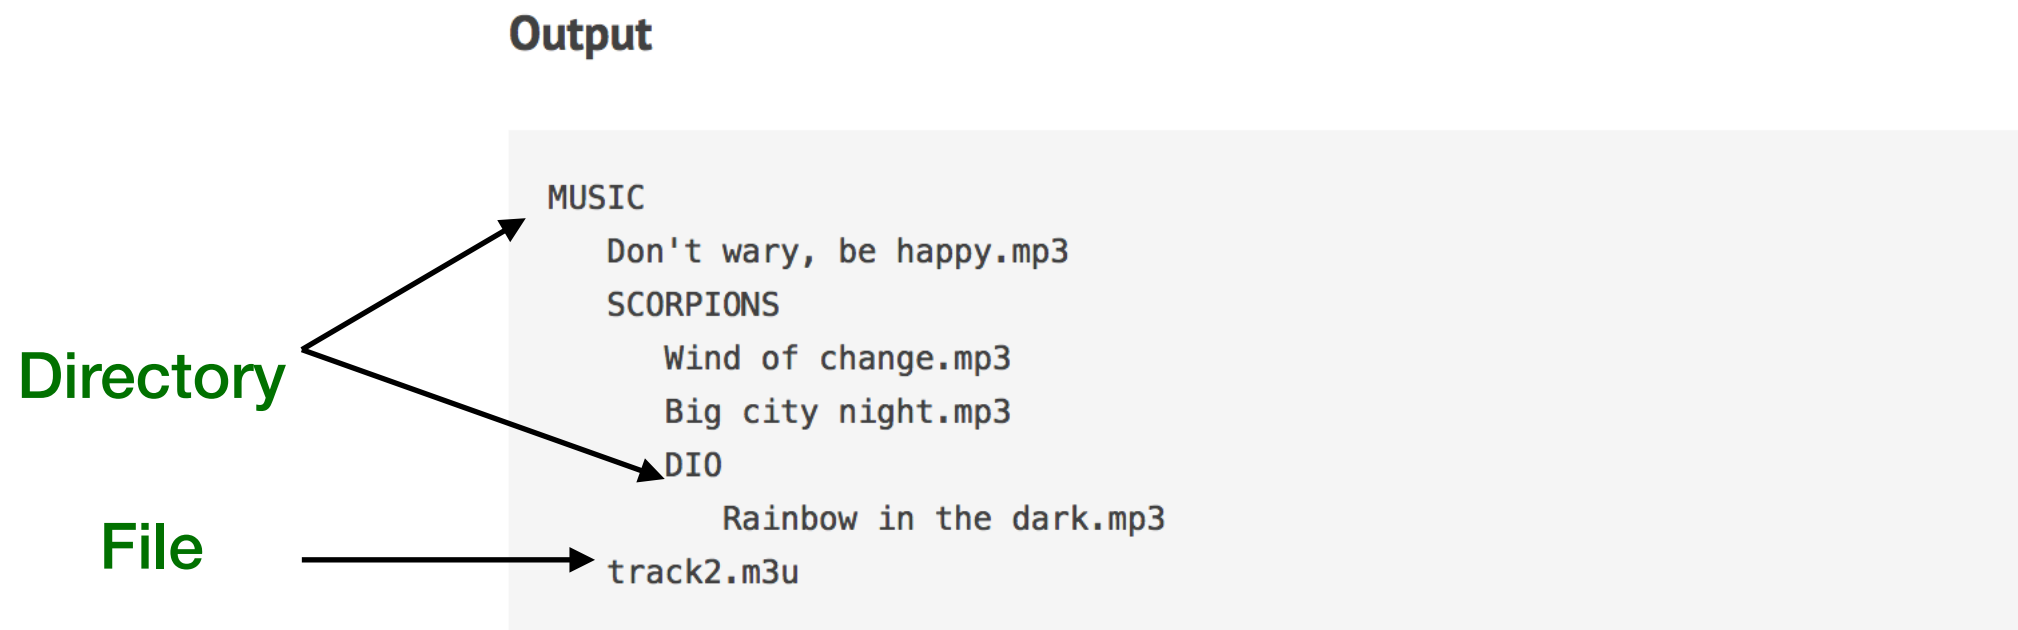 Output
MUSIC
Don't wary, be happy.mp3
SCORPIONS
Wind of change.mp3
Directory
Big city night.mp3
DIO
Rainbow in the dark.mp3
File
track2.m3u